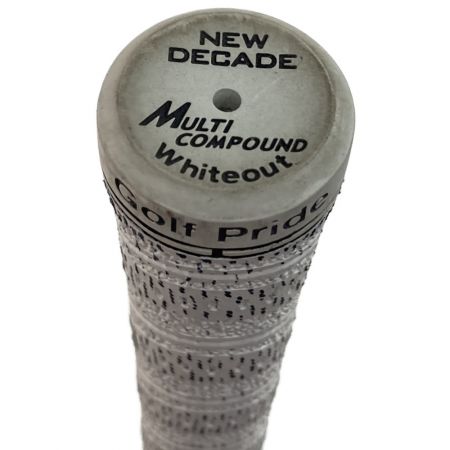 NEW
DECADE
MULTI
COMPOUND
Whiteout
Golf Pride